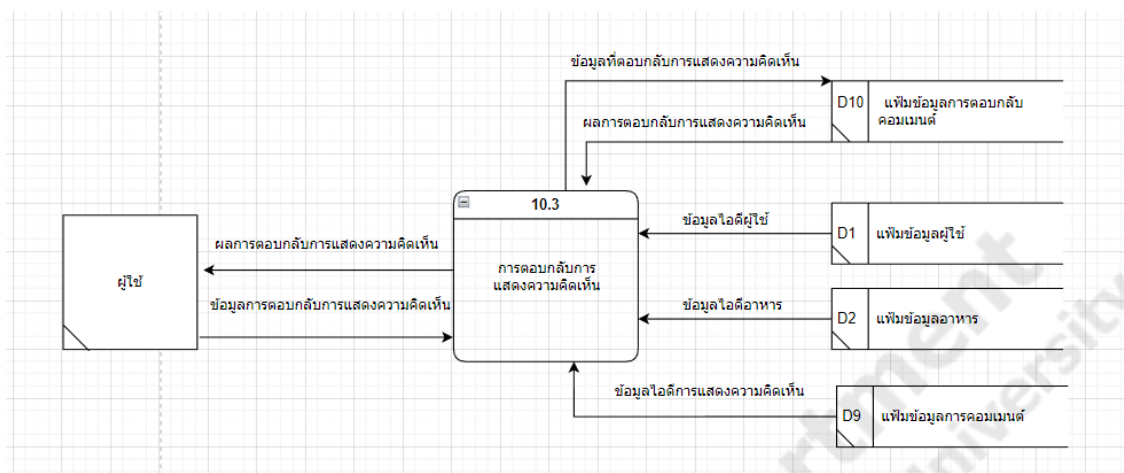 ข้อมูลที่ตอบกลับการแสดงความคิดเห็น
D10
แฟ้มข้อมูลการตอบกลับ
คอมเมนต์
ผลการตอบกลับการแสดงความคิดเห็น
10.3
ข้อมูลไอดีผู้ใช้
D1
แฟ้มข้อมูลผู้ใช้
ผลการตอบกลับการแสดงความคิดเห็น
การตอบกลับการ
แสดงความคิดเห็น
ผู้ใช้
ข้อมูลการตอบกลับการแสดงความคิดเห็น
ข้อมูลไอดีอาหาร
D2
แฟ้มข้อมูลอาหาร
ข้อมูลไอดีการแสดงความคิดเห็น
D9
แฟ้มข้อมูลการคอมเมนต์